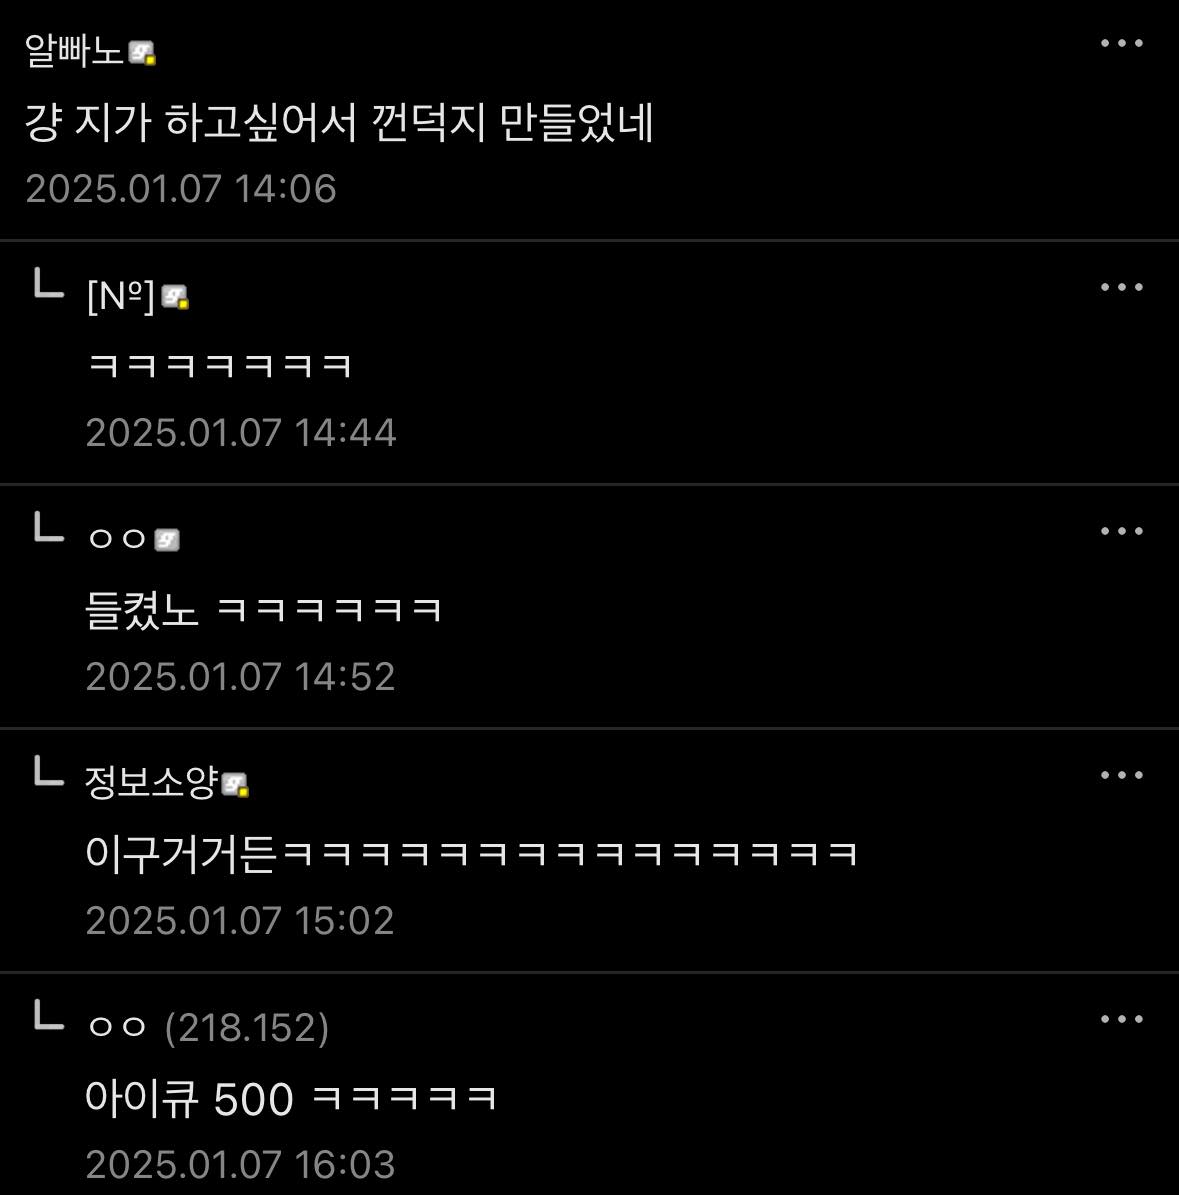 알빠노
걍 지가 하고싶어서 껀덕지 만들었네
2025.01.07 14:06
[Nº]
ㅋㅋㅋㅋㅋㅋㅋ
2025.01.07 14:44
ㅇㅇ
들켰노 ㅋㅋㅋㅋㅋㅋ
2025.01.07 14:52
정보소양
이구거거든ㅋㅋㅋㅋㅋㅋㅋㅋㅋㅋㅋㅋㅋㅋㅋ
2025.01.07 15:02
ㅇㅇ (218.152)
아이큐 500 ㅋㅋㅋㅋㅋ
2025.01.07 16:03